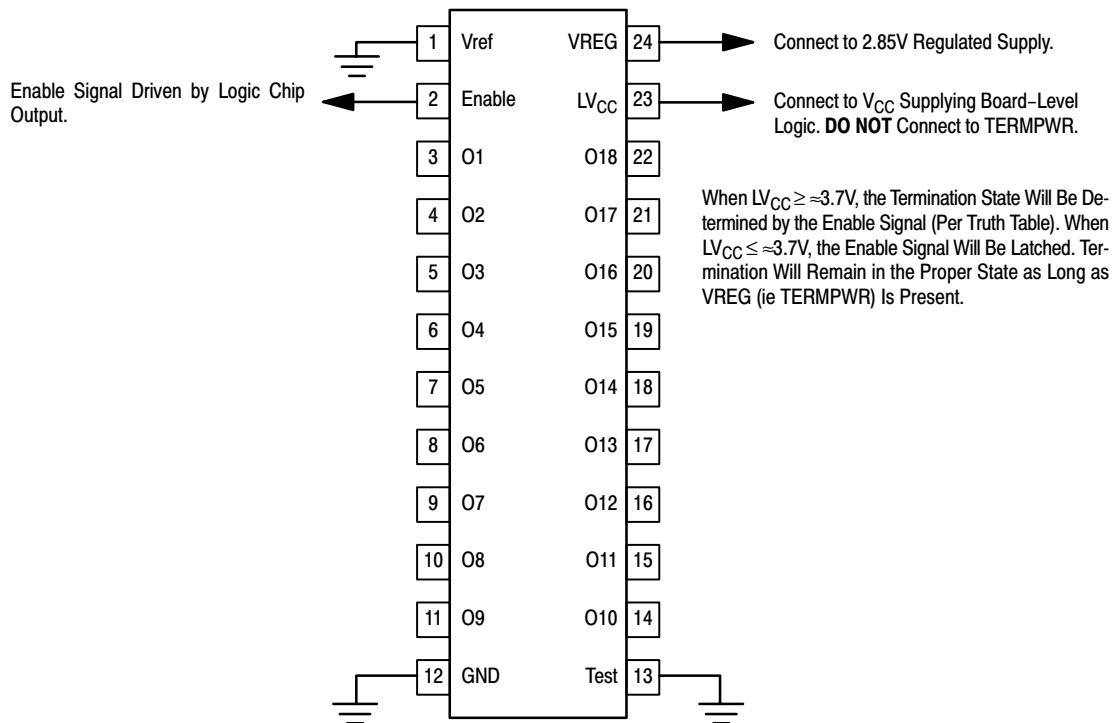 1 Vref VREG 24 Connect to 2.85V Regulated Supply.
Enable Signal Driven by Logic Chip
Output.
2 Enable LVCC 23 Connect to VCC Supplying Board–Level
Logic. DO NOT Connect to TERMPWR.
3 O1 O18 22
4 O2 O17 21
When LVCC ≥ ≈3.7V, the Termination State Will Be De-
termined by the Enable Signal (Per Truth Table). When
LVCC ≤ ≈3.7V, the Enable Signal Will Be Latched. Ter-
mination Will Remain in the Proper State as Long as
VREG (ie TERMPWR) Is Present.
5 O3 O16 20
6 O4 O15 19
7 O5 O14 18
8 O6 O13 17
9 O7 O12 16
10 O8 O11 15
11 O9 O10 14
12 GND Test 13